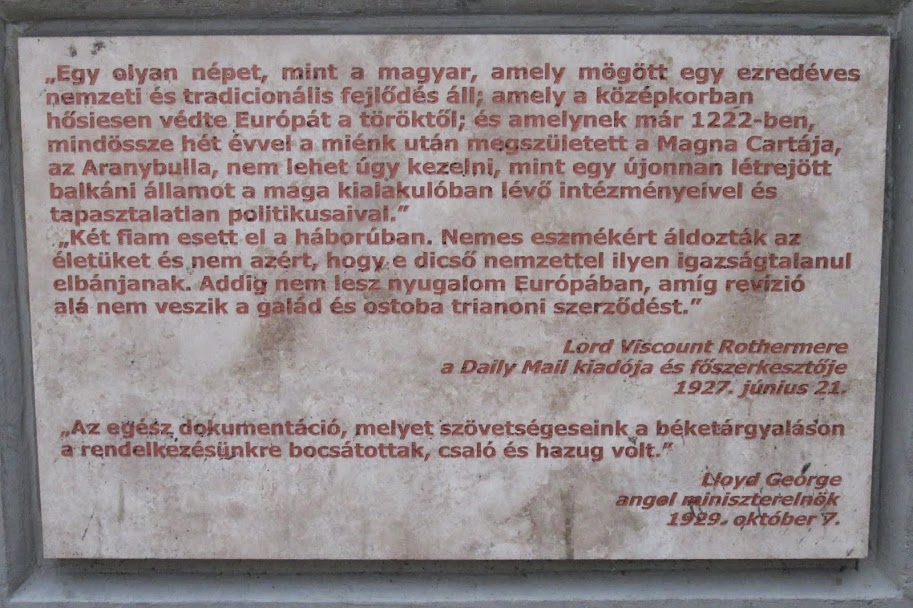 „Egy olyan népet, mint a magyar, amely mögött egy ezredéves
nemzeti és tradicionális fejlődés áll; amely a középkorban
hősiesen védte Európát a töröktől; és amelynek már 1222-ben,
mindössze hét évvel a miénk után megszületett a Magna Cartája,
az Aranybulla, nem lehet úgy kezelni, mint egy újonnan létrejött
balkáni államot a maga kialakulóban lévő intézményeivel és
tapasztalatlan politikusaival.”
„Két fiam esett el a háborúban. Nemes eszmékért áldozták az
életüket és nem azért, hogy e dicső nemzettel ilyen igazságtalanul
elbánjanak. Addig nem lesz nyugalom Európában, amíg revízió
alá nem veszik a galád és ostoba trianoni szerződést.”
Lord Viscount Rothermere
a Daily Mail kiadója és főszerkesztője
1927. június 21.
„Az egész dokumentáció, melyet szövetségeseink a béketárgyaláson
a rendelkezésünkre bocsátottak, csaló és hazug volt.”
Lloyd George
angol miniszterelnök
1929. október 7.